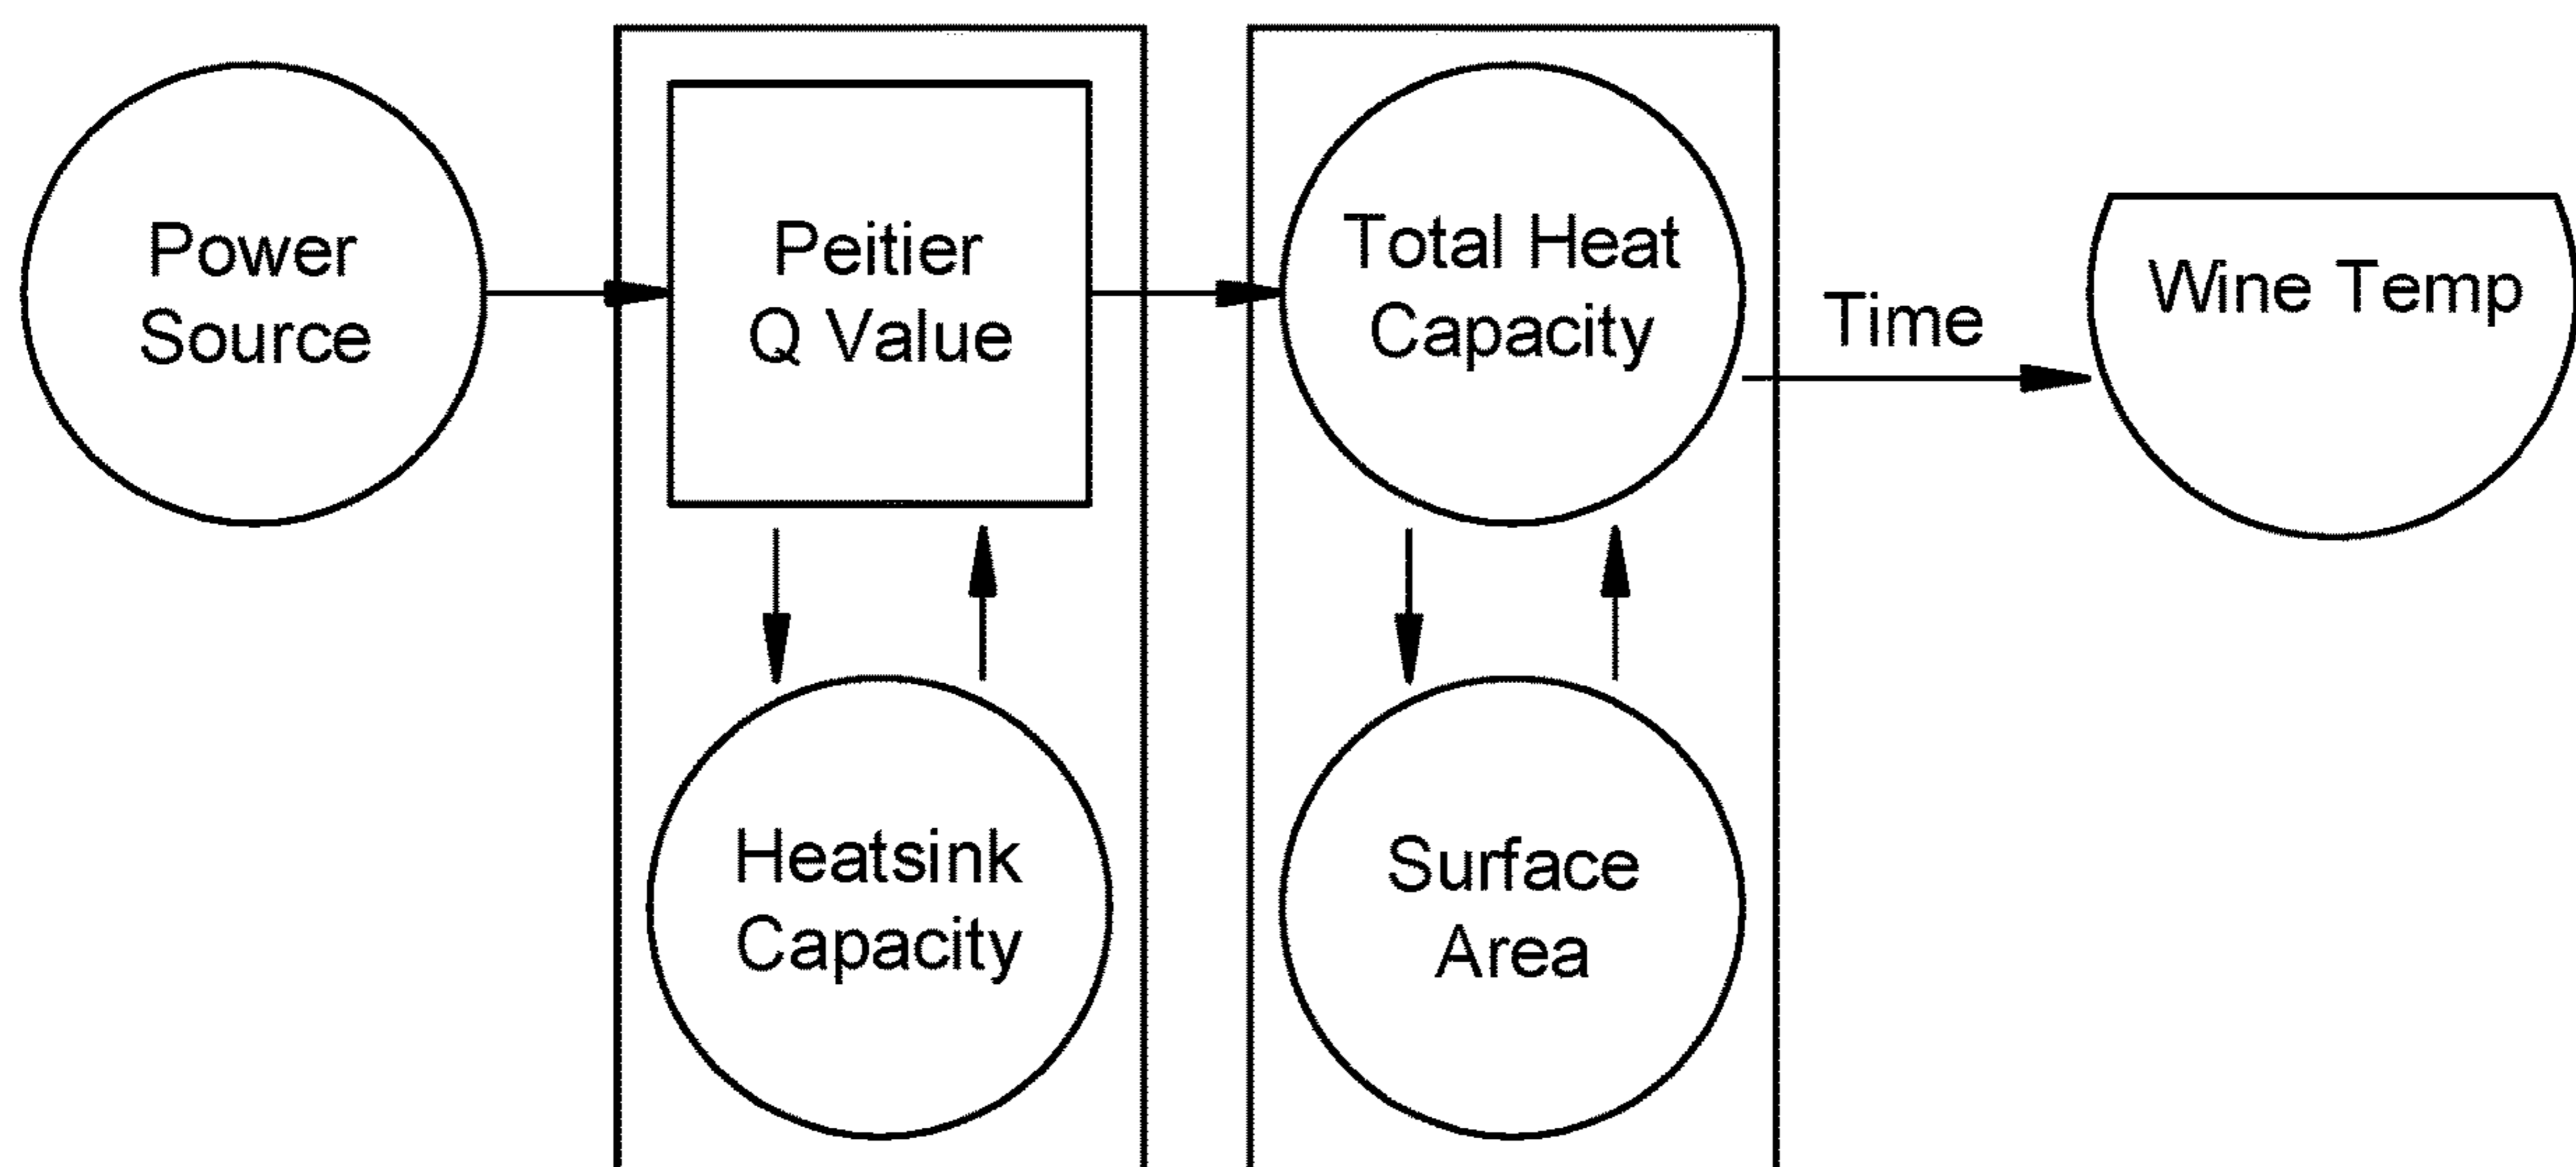 Power
Source
Peitier
Q Value
Heatsink
Capacity
Total Heat
Capacity
Surface
Area
Time
Wine Temp